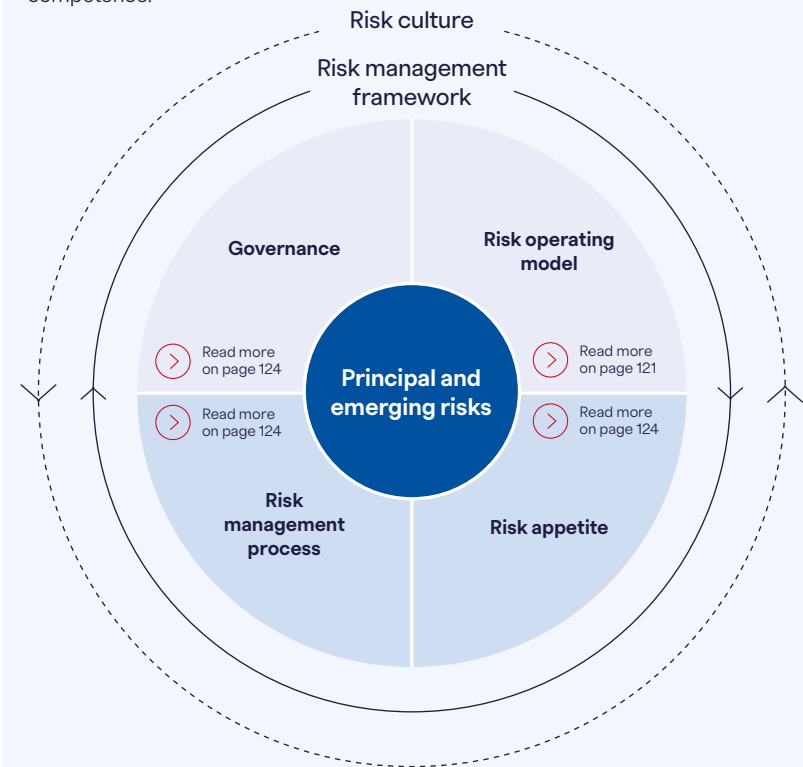 competence.
Risk culture
Risk management
framework
Governance
Risk operating
model
Read more
on page 124
Read more
on page 121
Principal and
emerging risks
Read more
on page 124
Read more
on page 124
Risk
management
process
Risk appetite